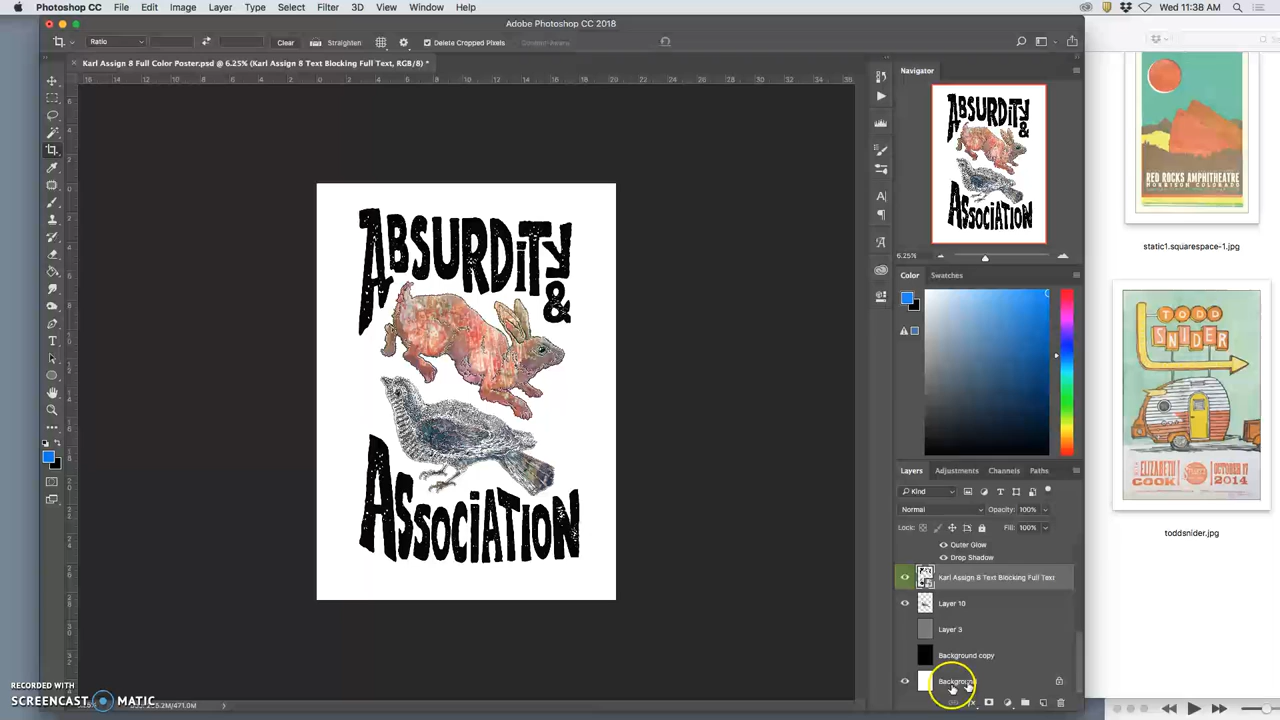 Photoshop CC File Edit Image Layer Type Select Filter 3D View Window Help
Wed 11:38 AM
Adobe Photoshop CC 2018
Ratio Clear Straighten Delete Cropped Pixels
Karl Assign 8 Full Color Poster.psd @ 6.25% (Karl Assign 8 Text Blocking Full Text, RGB/8) *
Navigator
ABSURDiTy
&
ASSOCiATiON
6.25%
Color Swatches
Layers Adjustments Channels Paths
Kind
Normal Opacity: 100%
Lock: Fill: 100%
Outer Glow
Drop Shadow
Karl Assign 8 Text Blocking Full Text
Layer 10
Layer 3
Background copy
Background
RED ROCKS AMPHITHEATRE
MORRISON COLORADO
static1.squarespace-1.jpg
TODD
SNIDER
ELIZABETH
COOK
OCTOBER 17
2014
toddsnider.jpg
RECORDED WITH
SCREENCAST MATIC